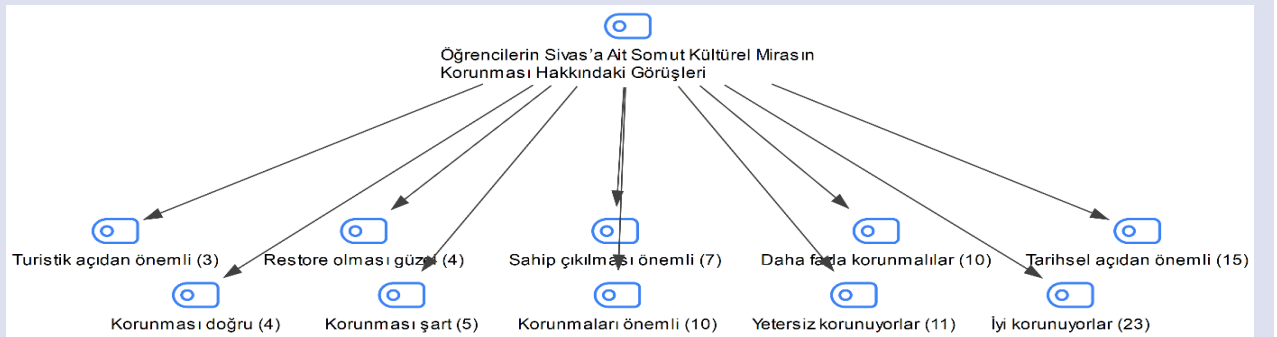 Öğrencilerin Sivas'a Ait Somut Kültürel Mirasın
Korunması Hakkındaki Görüşleri
Turistik açıdan önemli (3)
Restore olması güzel (4)
Sahip çıkılması önemli (7)
Daha fazla korunmalılar (10)
Tarihsel açıdan önemli (15)
Korunması doğru (4)
Korunması şart (5)
Korunmaları önemli (10)
Yetersiz korunuyorlar (11)
İyi korunuyorlar (23)